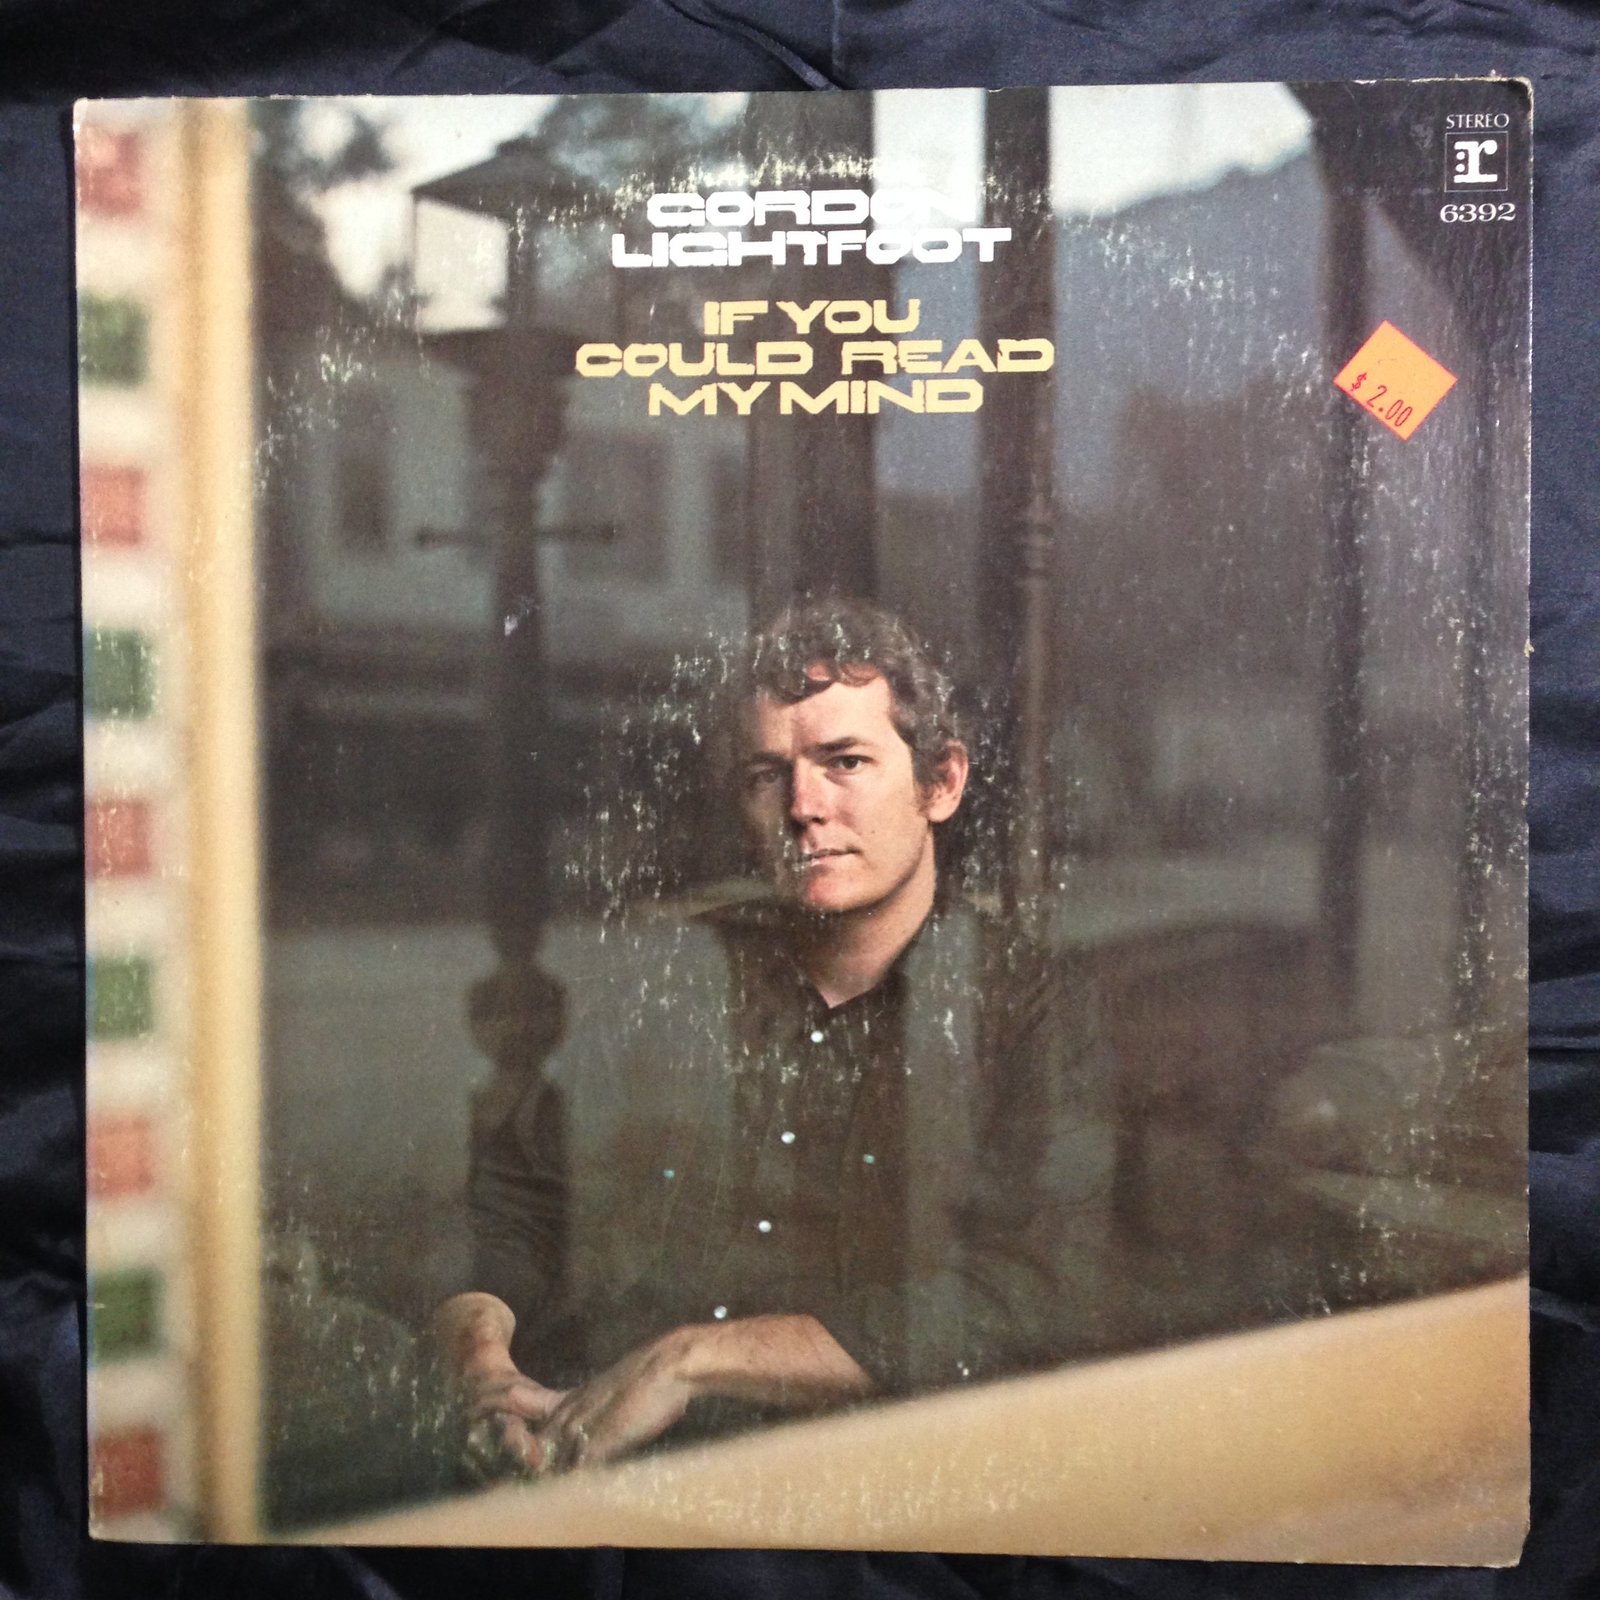 STEREO
r
6392
GORDON
LIGHTFOOT
IF YOU
COULD READ
MY MIND
$ 2.00